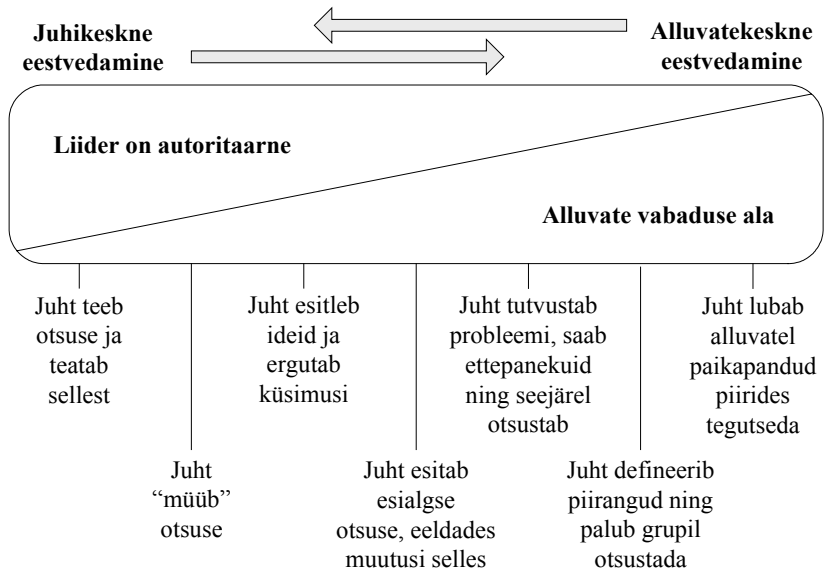 Juhikeskne
eestvedamine
Alluvatekeskne
eestvedamine
Liider on autoritaarne
Alluvate vabaduse ala
Juht teeb
otsuse ja
teatab
sellest
Juht
“müüb”
otsuse
Juht esitleb
ideid ja
ergutab
küsimusi
Juht esitab
esialgse
otsuse, eeldades
muutusi selles
Juht tutvustab
probleemi, saab
ettepanekuid
ning seejärel
otsustab
Juht defineerib
piirangud ning
palub grupil
otsustada
Juht lubab
alluvatel
paikapandud
piirides
tegutseda